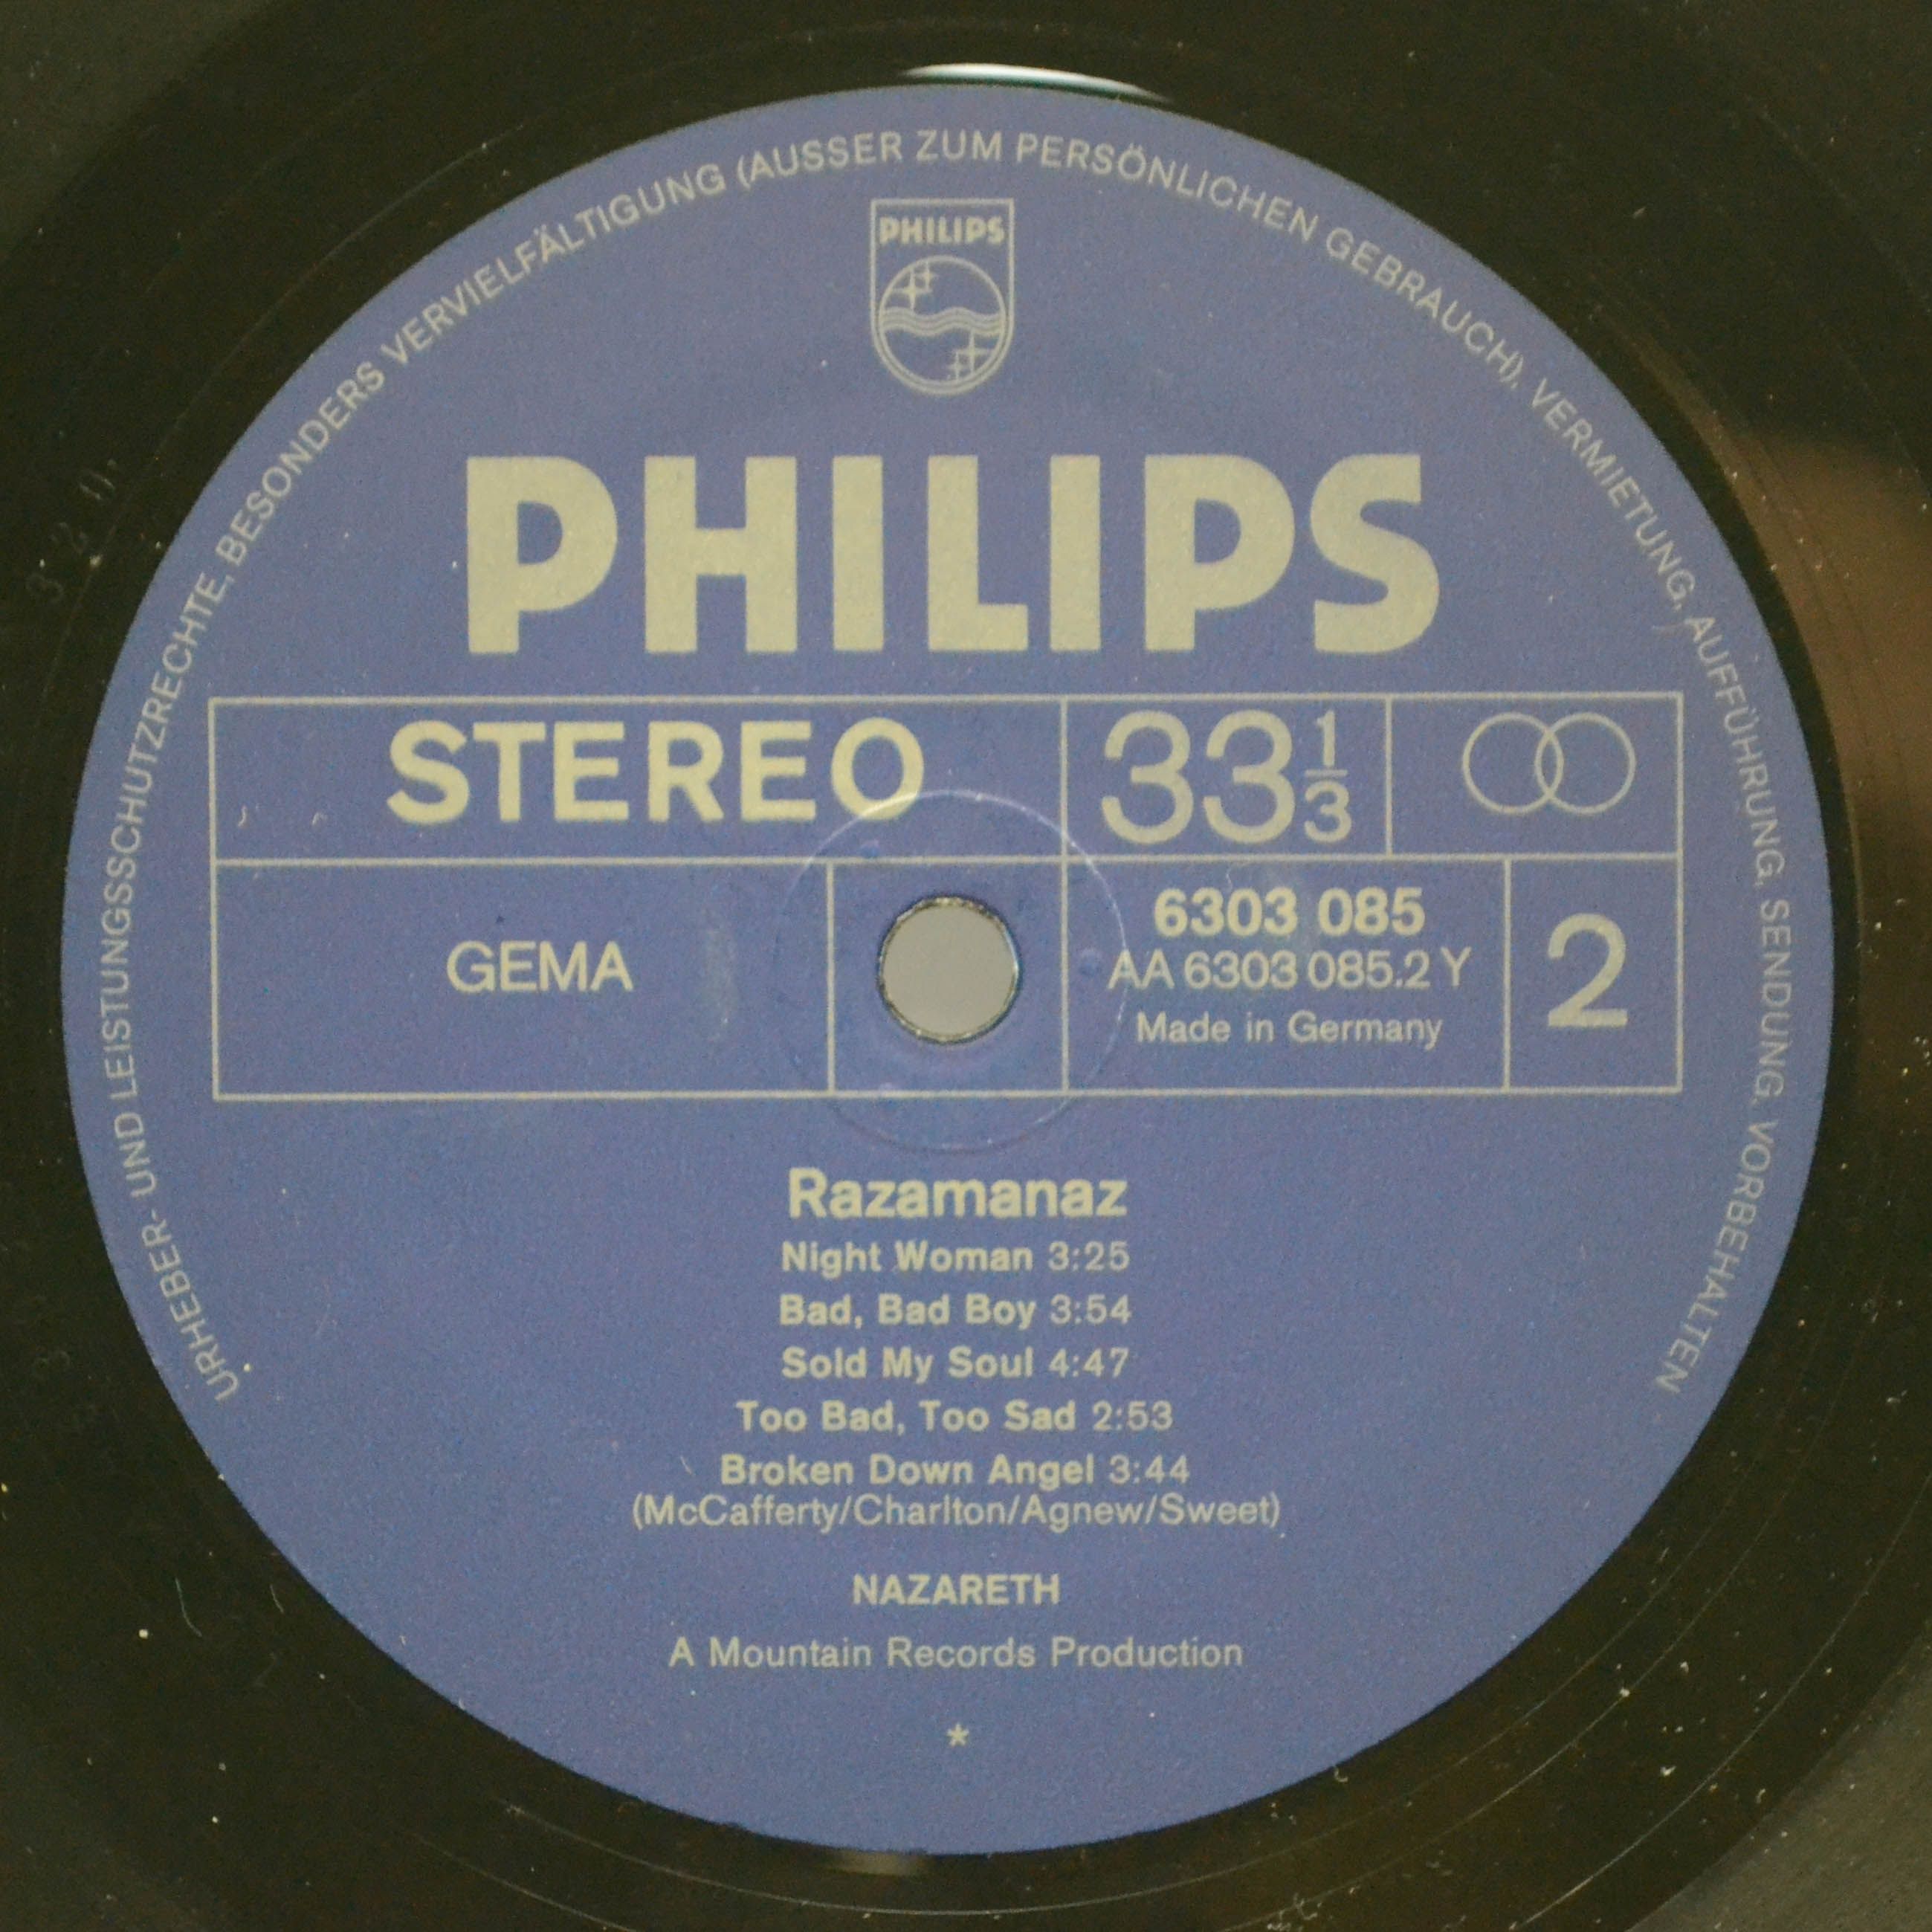 URHEBER- UND LEISTUNGSSCHUTZRECHTE, BESONDERS VERVIELFÄLTIGUNG (AUSSER ZUM PERSÖNLICHEN GEBRAUCH), VERMIETUNG, AUFFÜHRUNG, SENDUNG, VORBEHALTEN
PHILIPS
PHILIPS
STEREO
33 1/3
GEMA
6303 085
AA 6303 085.2 Y
Made in Germany
2
Razamanaz
Night Woman 3:25
Bad, Bad Boy 3:54
Sold My Soul 4:47
Too Bad, Too Sad 2:53
Broken Down Angel 3:44
(McCafferty/Charlton/Agnew/Sweet)
NAZARETH
A Mountain Records Production
*